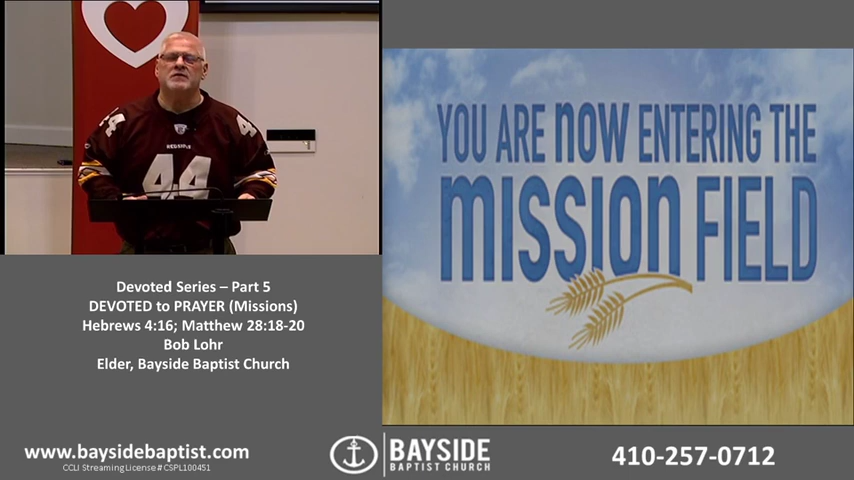 44
44
REDSKINS
44
YOU ARE now ENTERING THE
mission FIELD
Devoted Series – Part 5
DEVOTED to PRAYER (Missions)
Hebrews 4:16; Matthew 28:18-20
Bob Lohr
Elder, Bayside Baptist Church
www.baysidebaptist.com
CCLI Streaming License # CSPL100451
BAYSIDE
BAPTIST CHURCH
410-257-0712